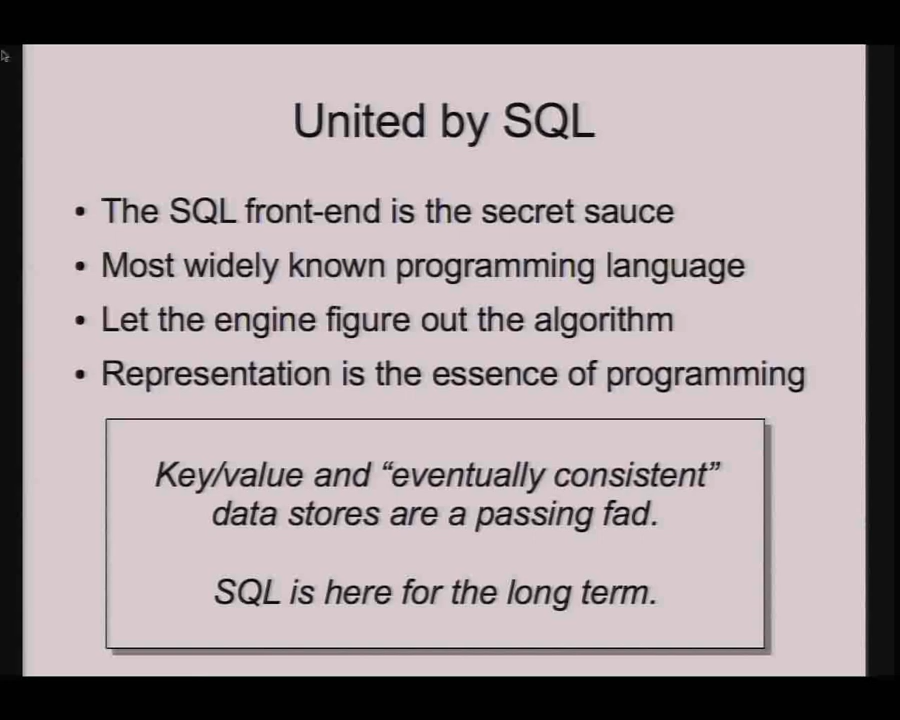 United by SQL
• The SQL front-end is the secret sauce
• Most widely known programming language
• Let the engine figure out the algorithm
• Representation is the essence of programming
Key/value and “eventually consistent”
data stores are a passing fad.
SQL is here for the long term.